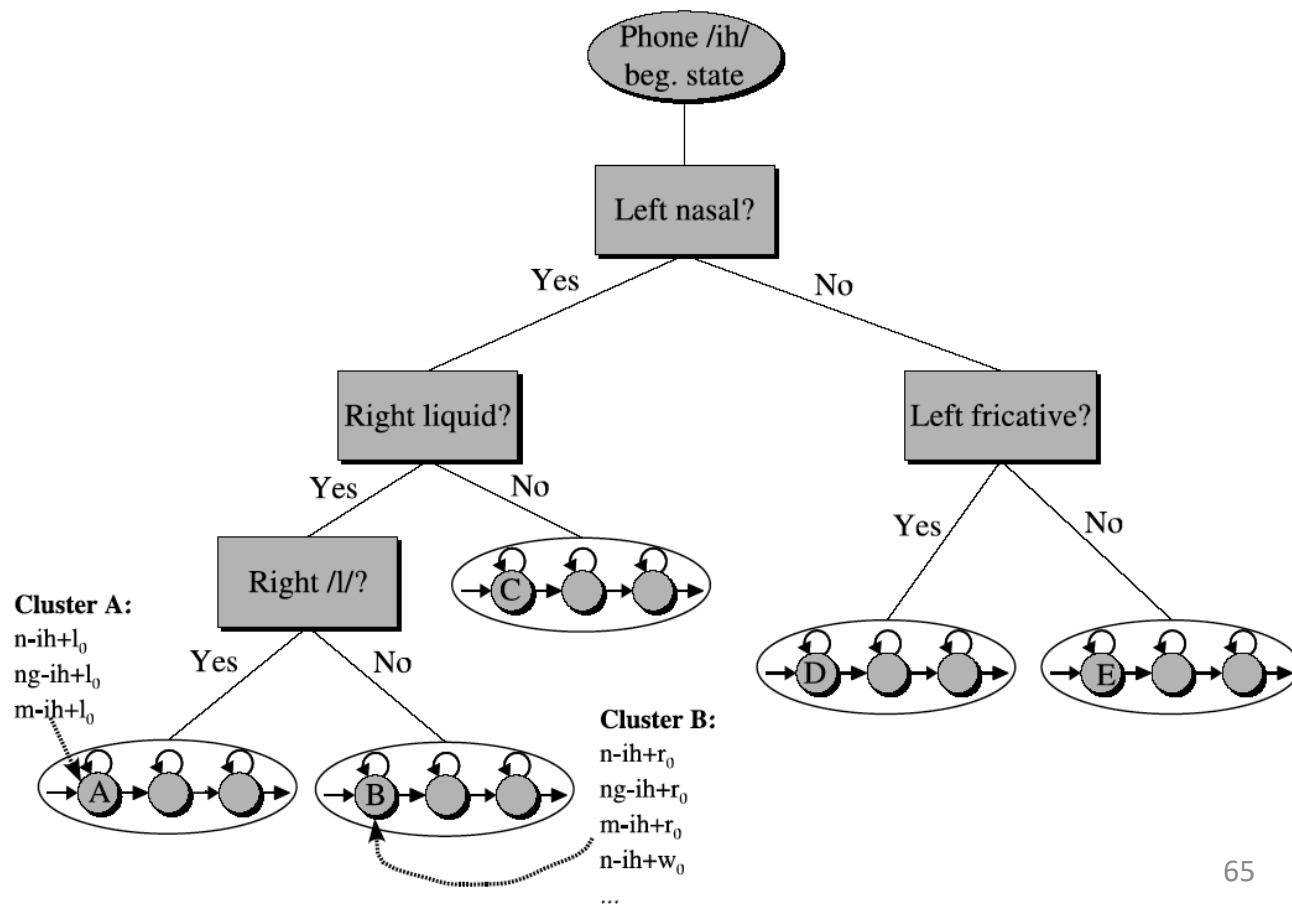 Phone /ih/
beg. state
Left nasal?
Yes
No
Right liquid?
Left fricative?
Yes
No
Yes
No
Right /l/?
C
Cluster A:
n-ih+l₀
ng-ih+l₀
m-ih+l₀
Yes
No
D
E
Cluster B:
n-ih+r₀
ng-ih+r₀
m-ih+r₀
n-ih+w₀
...
A
B
65